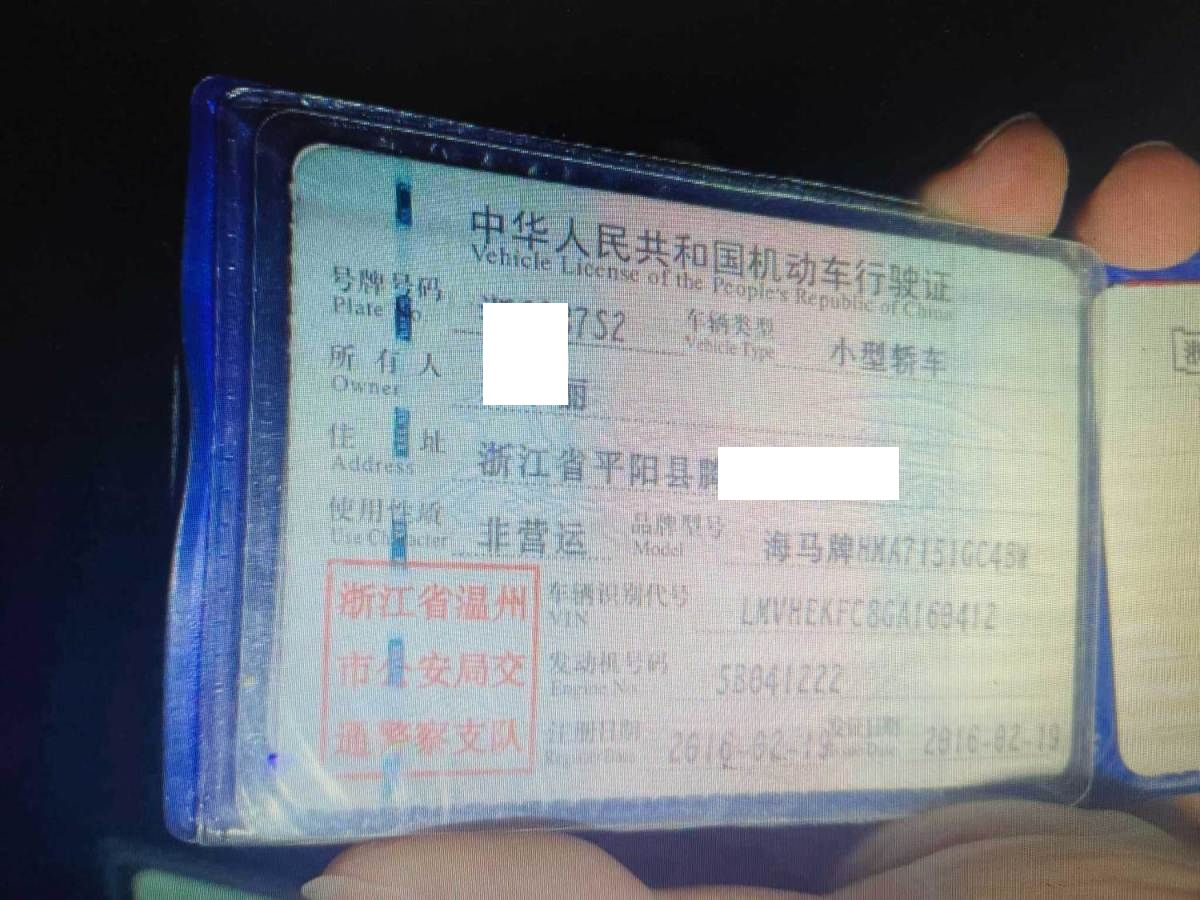 中华人民共和国机动车行驶证
Vehicle License of the People's Republic of China
号牌号码 7S2 车辆类型 小型轿车
Plate No. Vehicle Type
所有人 丽
Owner
住址 浙江省平阳县
Address
使用性质 非营运 品牌型号 海马牌HMA7151GC4BW
Use Character Model
浙江省温州 车辆识别代号 LMVHEKFC8GA169412
VIN
市公安局交 发动机号码 5B041222
Engine No.
通警察支队 注册日期 2016-02-19 发证日期 2016-02-19
Register Date